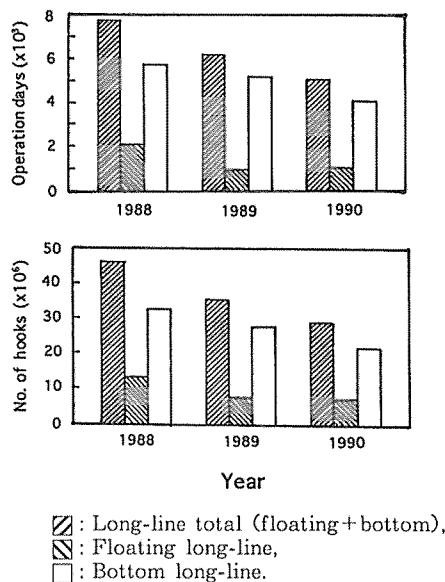 Operation days (x10³)
8
6
4
2
0
1988 1989 1990
No. of hooks (x10⁶)
50
40
30
20
10
0
1988 1989 1990
Year
: Long-line total (floating+bottom),
: Floating long-line,
: Bottom long-line.